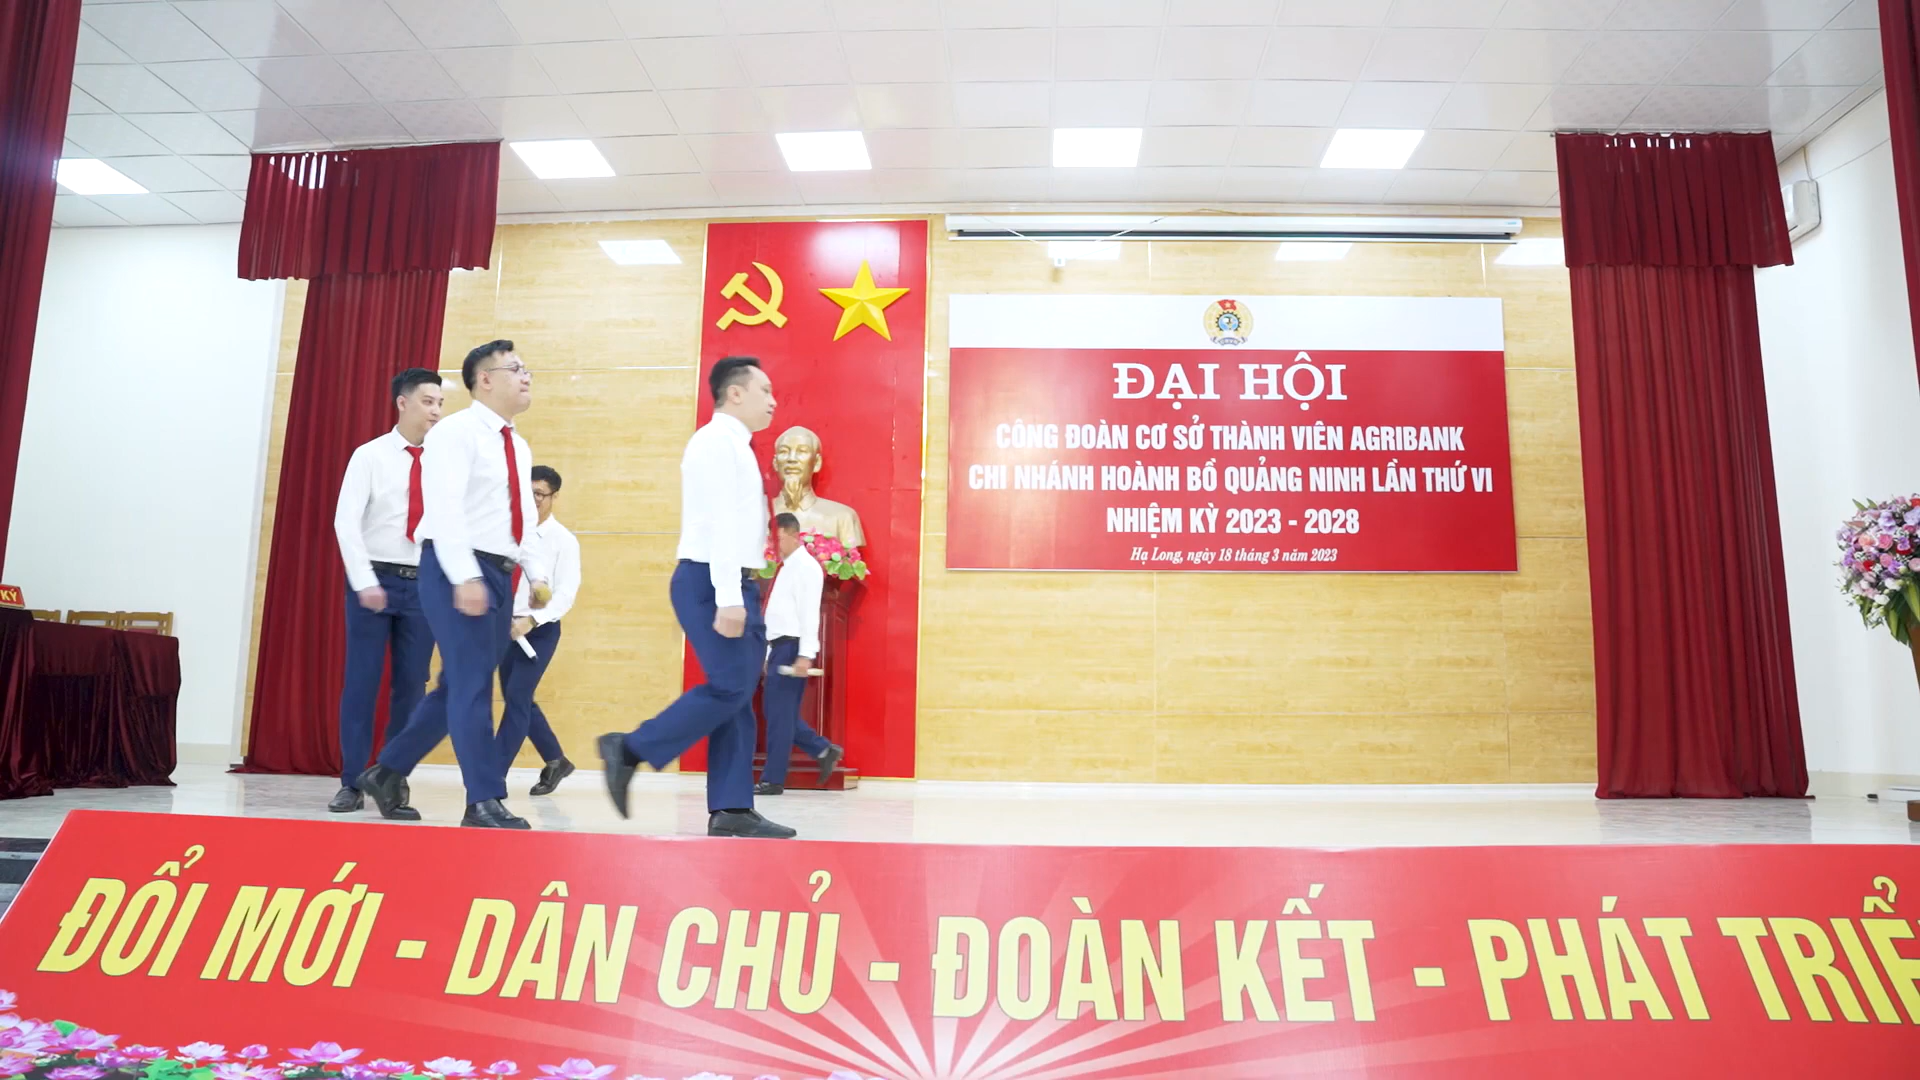 ĐẠI HỘI
CÔNG ĐOÀN CƠ SỞ THÀNH VIÊN AGRIBANK
CHI NHÁNH HOÀNH BỒ QUẢNG NINH LẦN THỨ VI
NHIỆM KỲ 2023 - 2028
Hạ Long, ngày 18 tháng 3 năm 2023
KÝ
ĐỔI MỚI - DÂN CHỦ - ĐOÀN KẾT - PHÁT TRIỂ